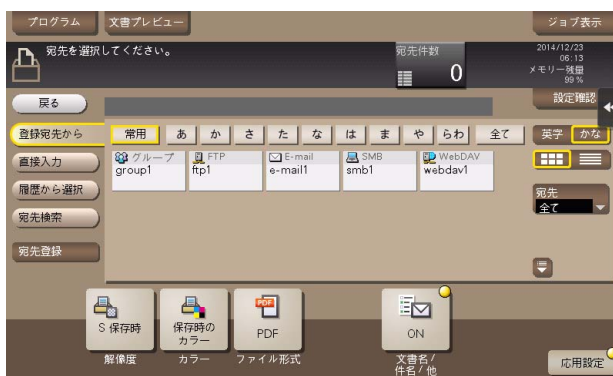 プログラム
文書プレビュー
ジョブ表示
宛先を選択してください。
宛先件数
0
2014/12/23
06:13
メモリー残量
99 %
戻る
設定確認
登録宛先から
常用 あ か さ た な は ま や らわ 全て
英字 かな
直接入力
グループ
group1
FTP
ftp1
E-mail
e-mail1
SMB
smb1
WebDAV
webdav1
履歴から選択
宛先
全て
宛先検索
宛先登録
S 保存時
保存時の
カラー
PDF
ON
解像度
カラー
ファイル形式
文書名/
件名/他
応用設定